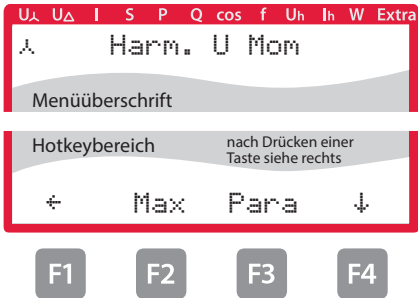 U⅄ U△ I S P Q cos f Uh Ih W Extra
⅄ Harm. U Mom
Menüüberschrift
Hotkeybereich
nach Drücken einer
Taste siehe rechts
← Max Para ↓
F1 F2 F3 F4